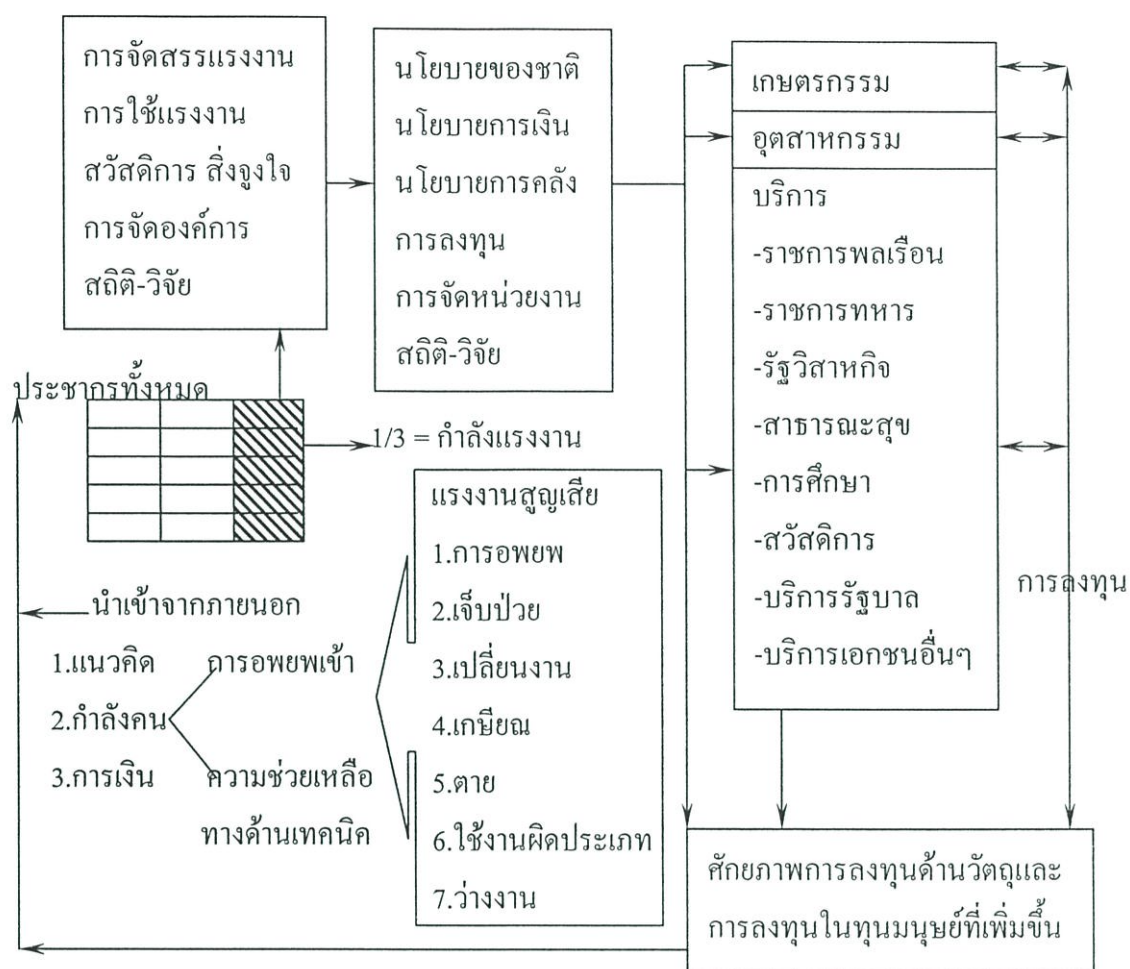 การจัดสรรแรงงาน
การใช้แรงงาน
สวัสดิการ สิ่งจูงใจ
การจัดองค์การ
สถิติ-วิจัย
นโยบายของชาติ
นโยบายการเงิน
นโยบายการคลัง
การลงทุน
การจัดหน่วยงาน
สถิติ-วิจัย
เกษตรกรรม
อุตสาหกรรม
บริการ
-ราชการพลเรือน
-ราชการทหาร
-รัฐวิสาหกิจ
-สาธารณะสุข
-การศึกษา
-สวัสดิการ
-บริการรัฐบาล
-บริการเอกชนอื่นๆ
การลงทุน
ประชากรทั้งหมด
1/3 = กำลังแรงงาน
แรงงานสูญเสีย
1.การอพยพ
2.เจ็บป่วย
3.เปลี่ยนงาน
4.เกษียณ
5.ตาย
6.ใช้งานผิดประเภท
7.ว่างงาน
นำเข้าจากภายนอก
1.แนวคิด
2.กำลังคน
3.การเงิน
การอพยพเข้า
ความช่วยเหลือ
ทางด้านเทคนิค
ศักยภาพการลงทุนด้านวัตถุและ
การลงทุนในทุนมนุษย์ที่เพิ่มขึ้น